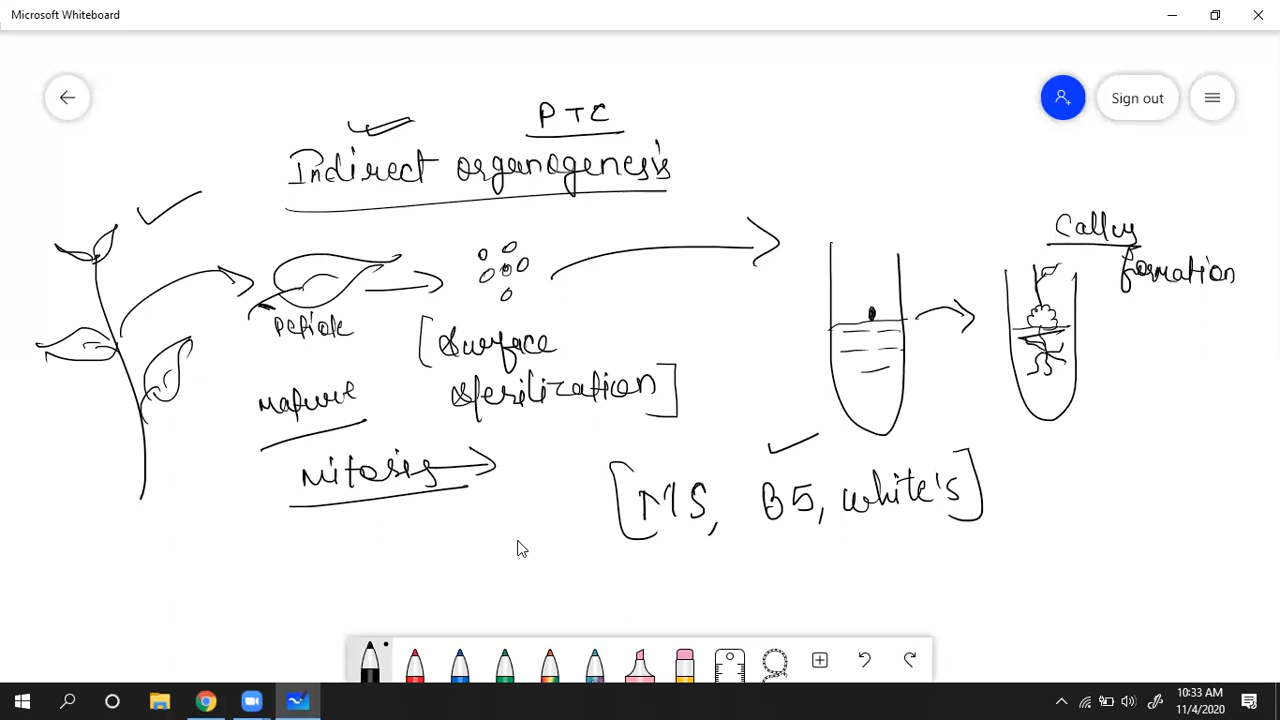 Microsoft Whiteboard
Sign out
PTC
Indirect organogenesis
Callus
formation
petiole
[Surface
sterilization]
mature
mitosis
[MS, B5, white's]
10:33 AM
11/4/2020